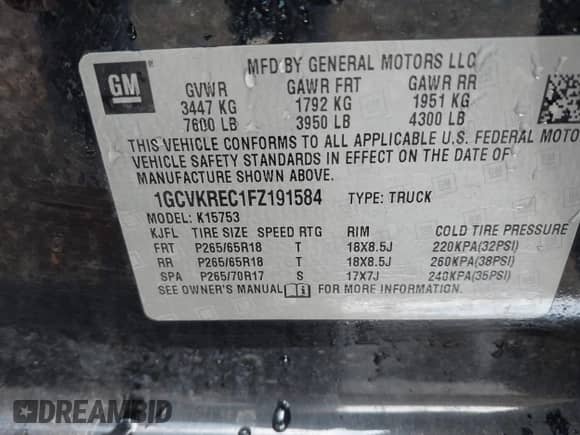 GM
MFD BY GENERAL MOTORS LLC
GVWR GAWR FRT GAWR RR
3447 KG 1792 KG 1951 KG
7600 LB 3950 LB 4300 LB
THIS VEHICLE CONFORMS TO ALL APPLICABLE U.S. FEDERAL MOTO
VEHICLE SAFETY STANDARDS IN EFFECT ON THE DATE OF
MANUFACTURE SHOWN ABOVE.
1GCVKREC1FZ191584 TYPE: TRUCK
MODEL: K15753
KJFL TIRE SIZE SPEED RTG RIM COLD TIRE PRESSURE
FRT P265/65R18 T 18X8.5J 220KPA(32PSI)
RR P265/65R18 T 18X8.5J 260KPA(38PSI)
SPA P265/70R17 S 17X7J 240KPA(35PSI)
SEE OWNER'S MANUAL FOR MORE INFORMATION.
DREAMBID